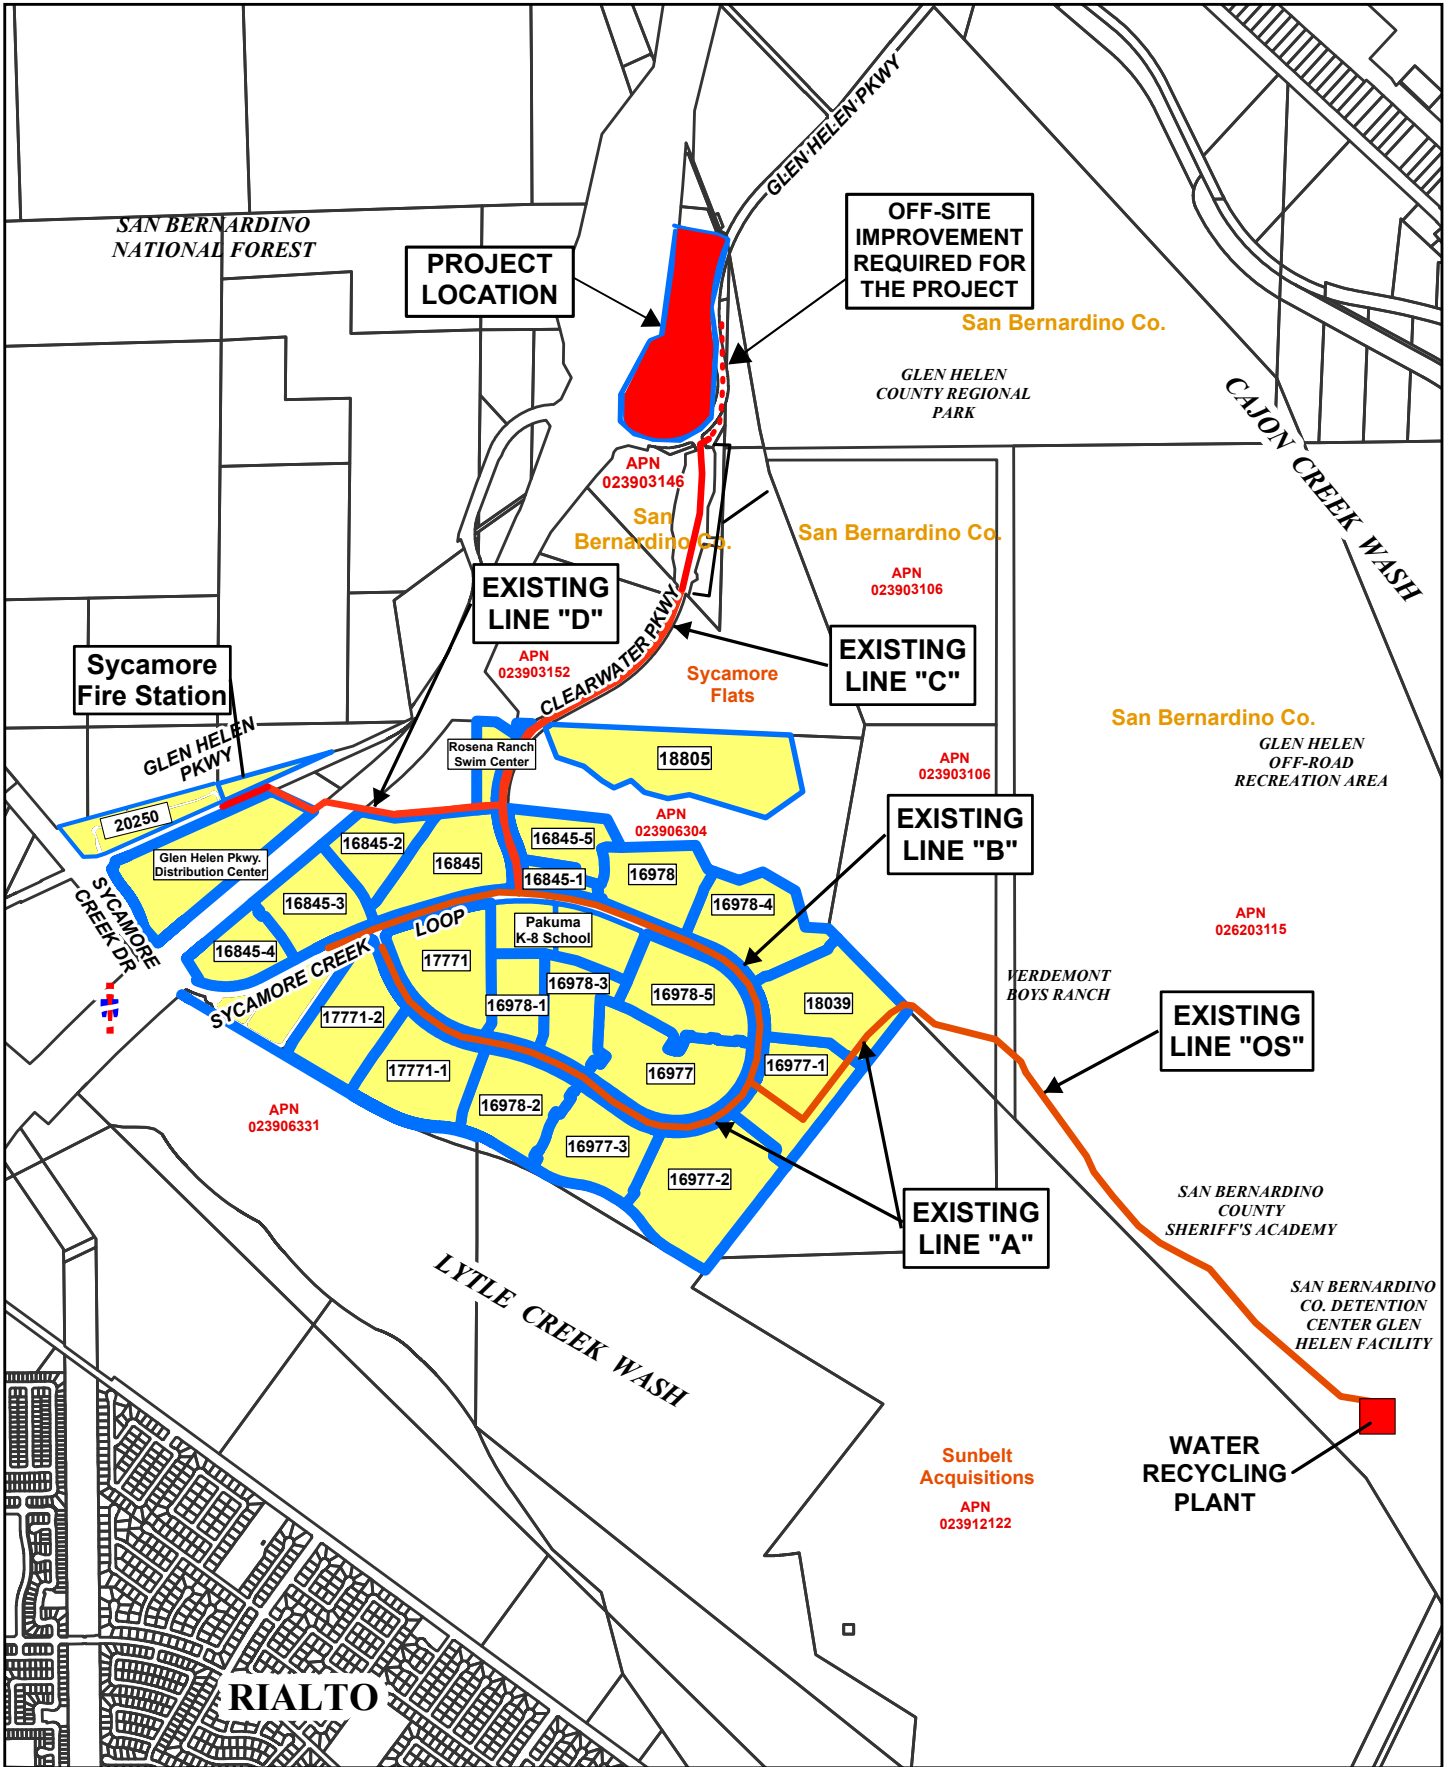 GLEN HELEN PKWY
SAN BERNARDINO
NATIONAL FOREST
PROJECT
LOCATION
OFF-SITE
IMPROVEMENT
REQUIRED FOR
THE PROJECT
San Bernardino Co.
GLEN HELEN
COUNTY REGIONAL
PARK
CAJON CREEK WASH
APN
023903146
San
Bernardino Co.
San Bernardino Co.
APN
023903106
EXISTING
LINE "D"
EXISTING
LINE "C"
Sycamore
Fire Station
APN
023903152
CLEARWATER PKWY
Sycamore
Flats
San Bernardino Co.
GLEN HELEN
OFF-ROAD
RECREATION AREA
GLEN HELEN
PKWY
Rosena Ranch
Swim Center
18805
APN
023903106
20250
APN
023906304
EXISTING
LINE "B"
Glen Helen Pkwy.
Distribution Center
16845-2
16845
16845-5
16845-1
16978
16978-4
SYCAMORE
CREEK DR
16845-3
16845-4
SYCAMORE CREEK
LOOP
Pakuma
K-8 School
APN
026203115
17771
16978-3
16978-1
16978-5
18039
VERDEMONT
BOYS RANCH
17771-2
EXISTING
LINE "OS"
17771-1
16977
16977-1
16978-2
APN
023906331
16977-3
16977-2
EXISTING
LINE "A"
SAN BERNARDINO
COUNTY
SHERIFF'S ACADEMY
LYTLE CREEK WASH
SAN BERNARDINO
CO. DETENTION
CENTER GLEN
HELEN FACILITY
Sunbelt
Acquisitions
APN
023912122
WATER
RECYCLING
PLANT
RIALTO